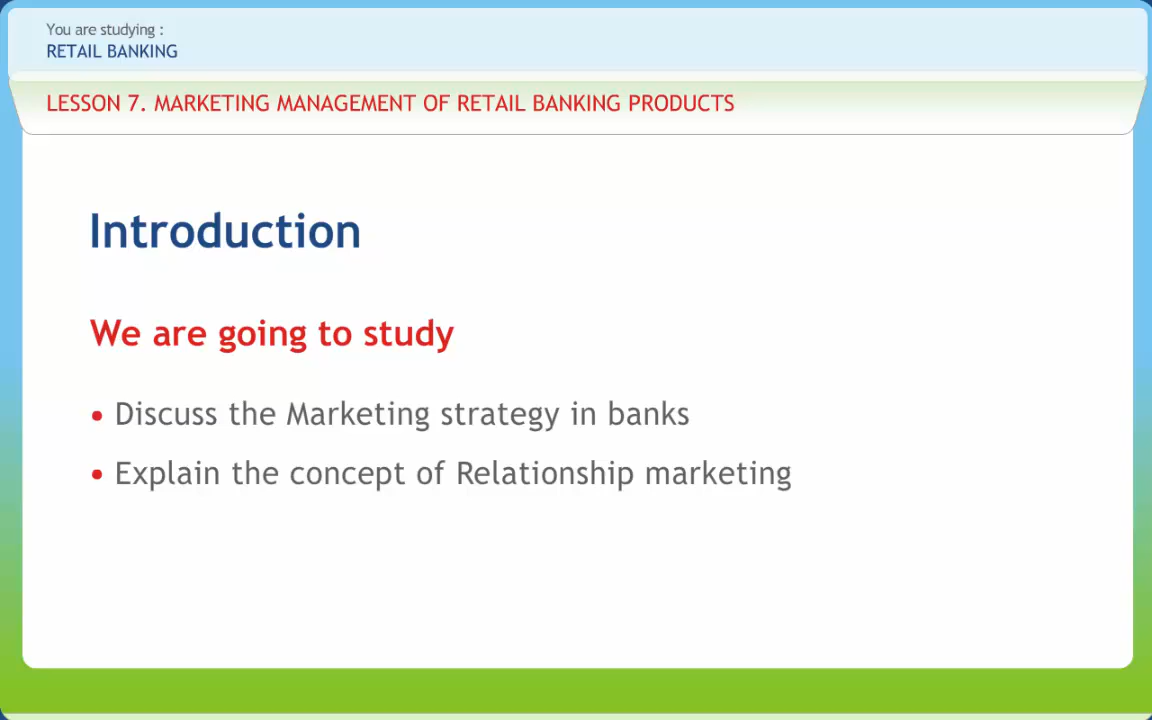 You are studying :
RETAIL BANKING
LESSON 7. MARKETING MANAGEMENT OF RETAIL BANKING PRODUCTS
Introduction
We are going to study
• Discuss the Marketing strategy in banks
• Explain the concept of Relationship marketing